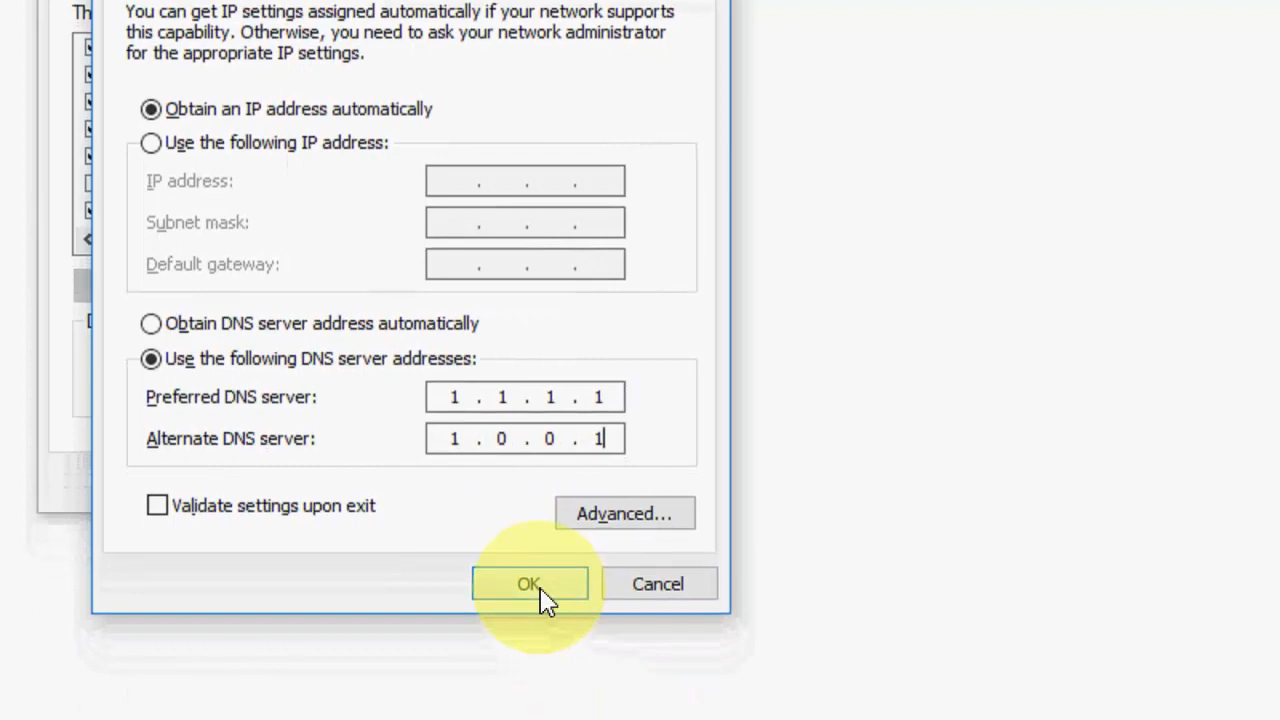 Th
You can get IP settings assigned automatically if your network supports
this capability. Otherwise, you need to ask your network administrator
for the appropriate IP settings.
Obtain an IP address automatically
Use the following IP address:
IP address: . . .
Subnet mask: . . .
Default gateway: . . .
Obtain DNS server address automatically
Use the following DNS server addresses:
Preferred DNS server: 1 . 1 . 1 . 1
Alternate DNS server: 1 . 0 . 0 . 1
Validate settings upon exit
Advanced...
OK Cancel